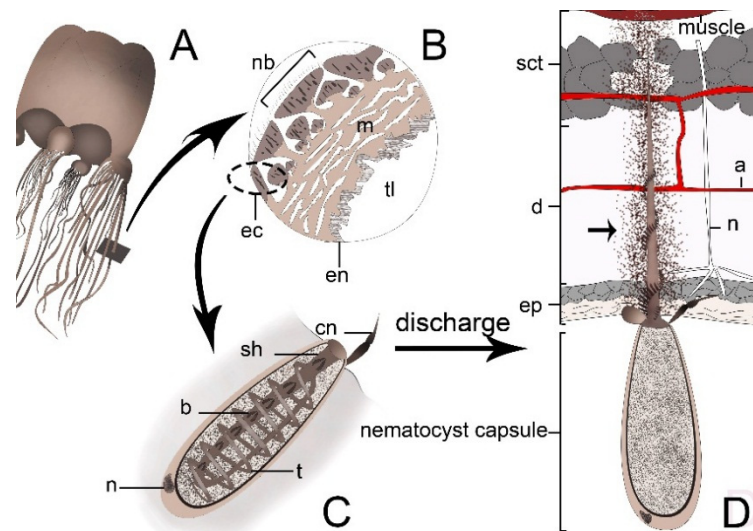 A
nb
B
m
tl
ec
en
cn
sh
b
n
t
C
discharge
muscle
sct
a
d
n
ep
nematocyst capsule
D